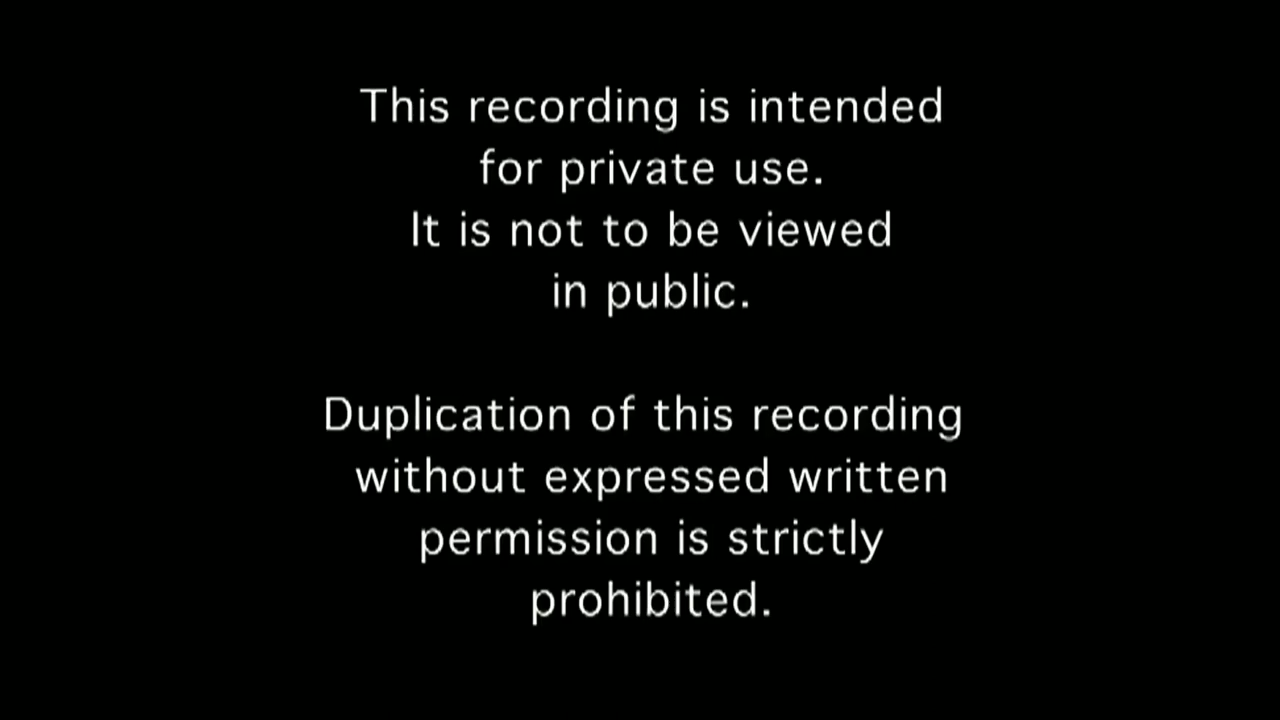 This recording is intended
for private use.
It is not to be viewed
in public.
Duplication of this recording
without expressed written
permission is strictly
prohibited.